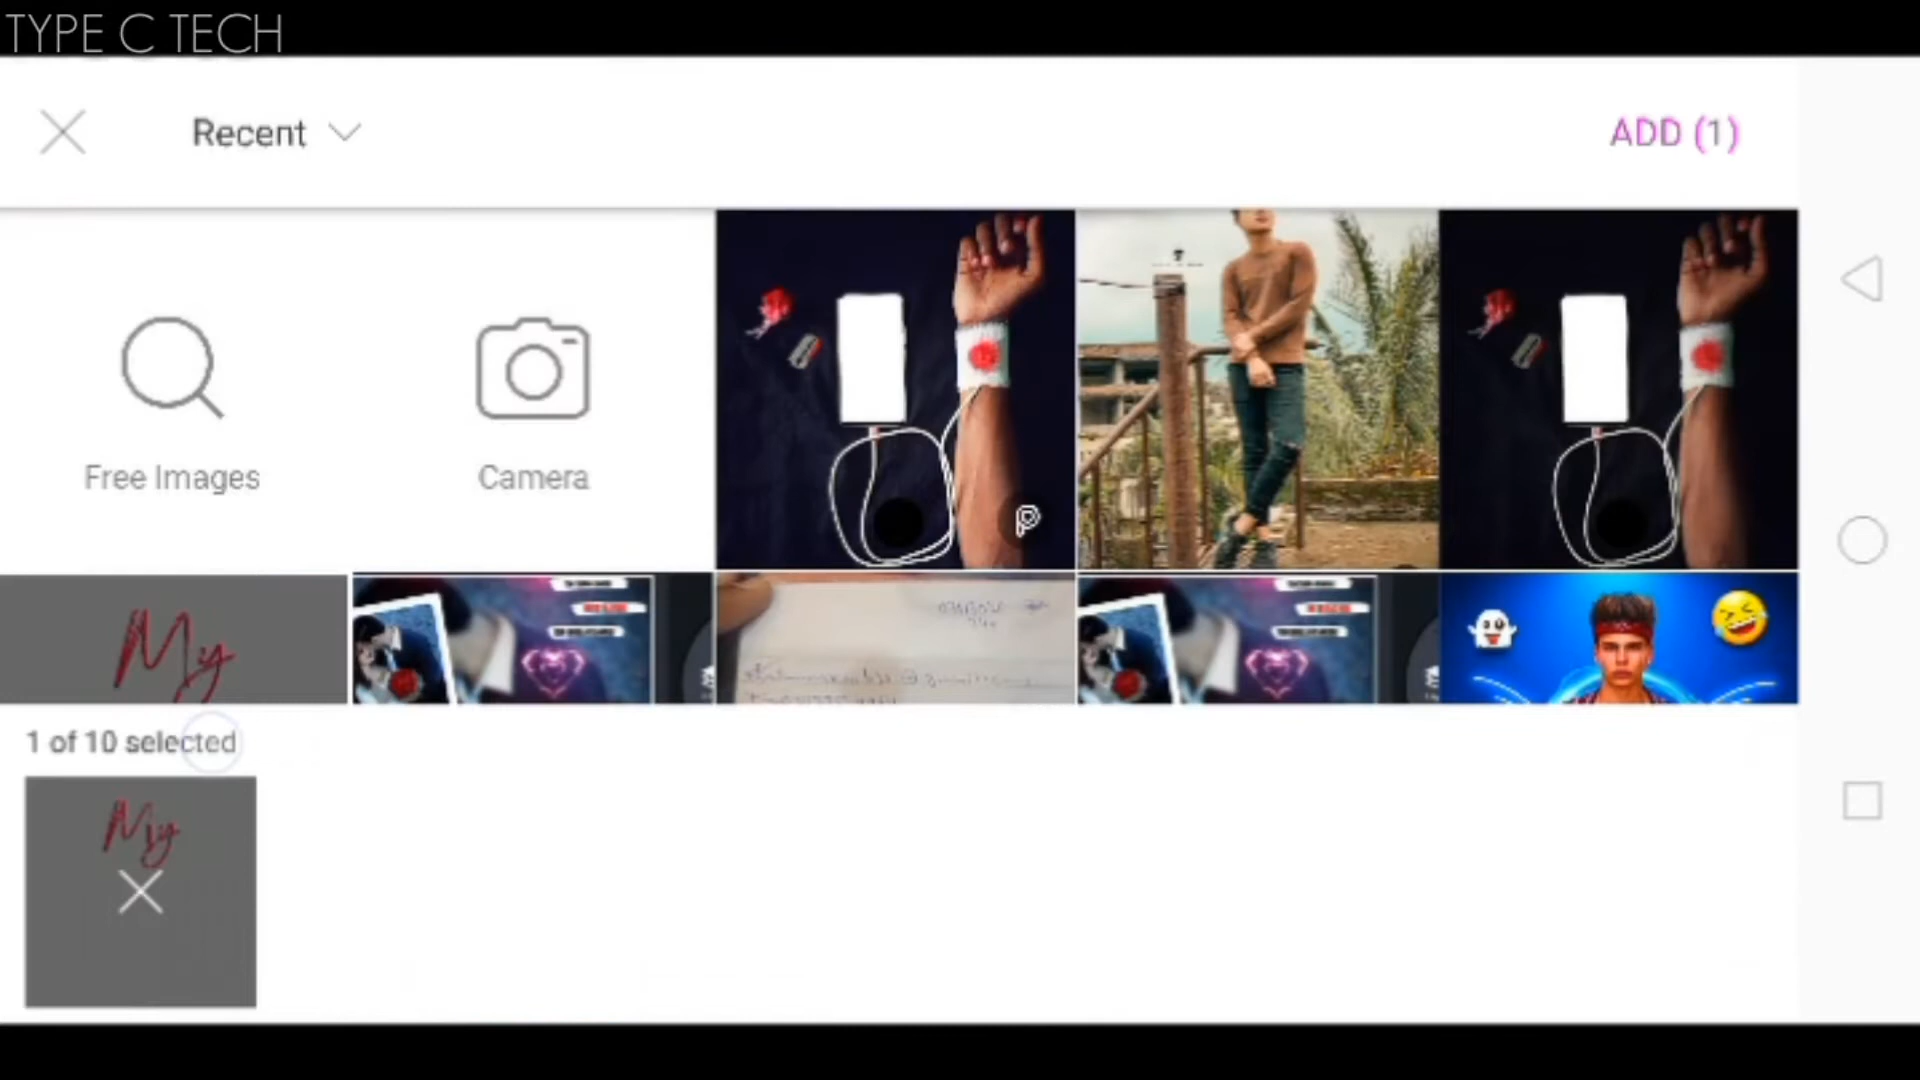 TYPE C TECH
Recent
ADD (1)
Free Images
Camera
My
1 of 10 selected
My